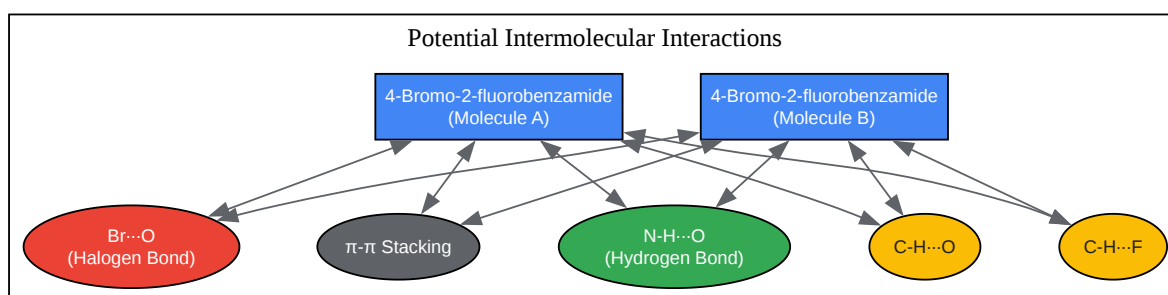 Potential Intermolecular Interactions
4-Bromo-2-fluorobenzamide
(Molecule A)
4-Bromo-2-fluorobenzamide
(Molecule B)
Br···O
(Halogen Bond)
π-π Stacking
N-H···O
(Hydrogen Bond)
C-H···O
C-H···F